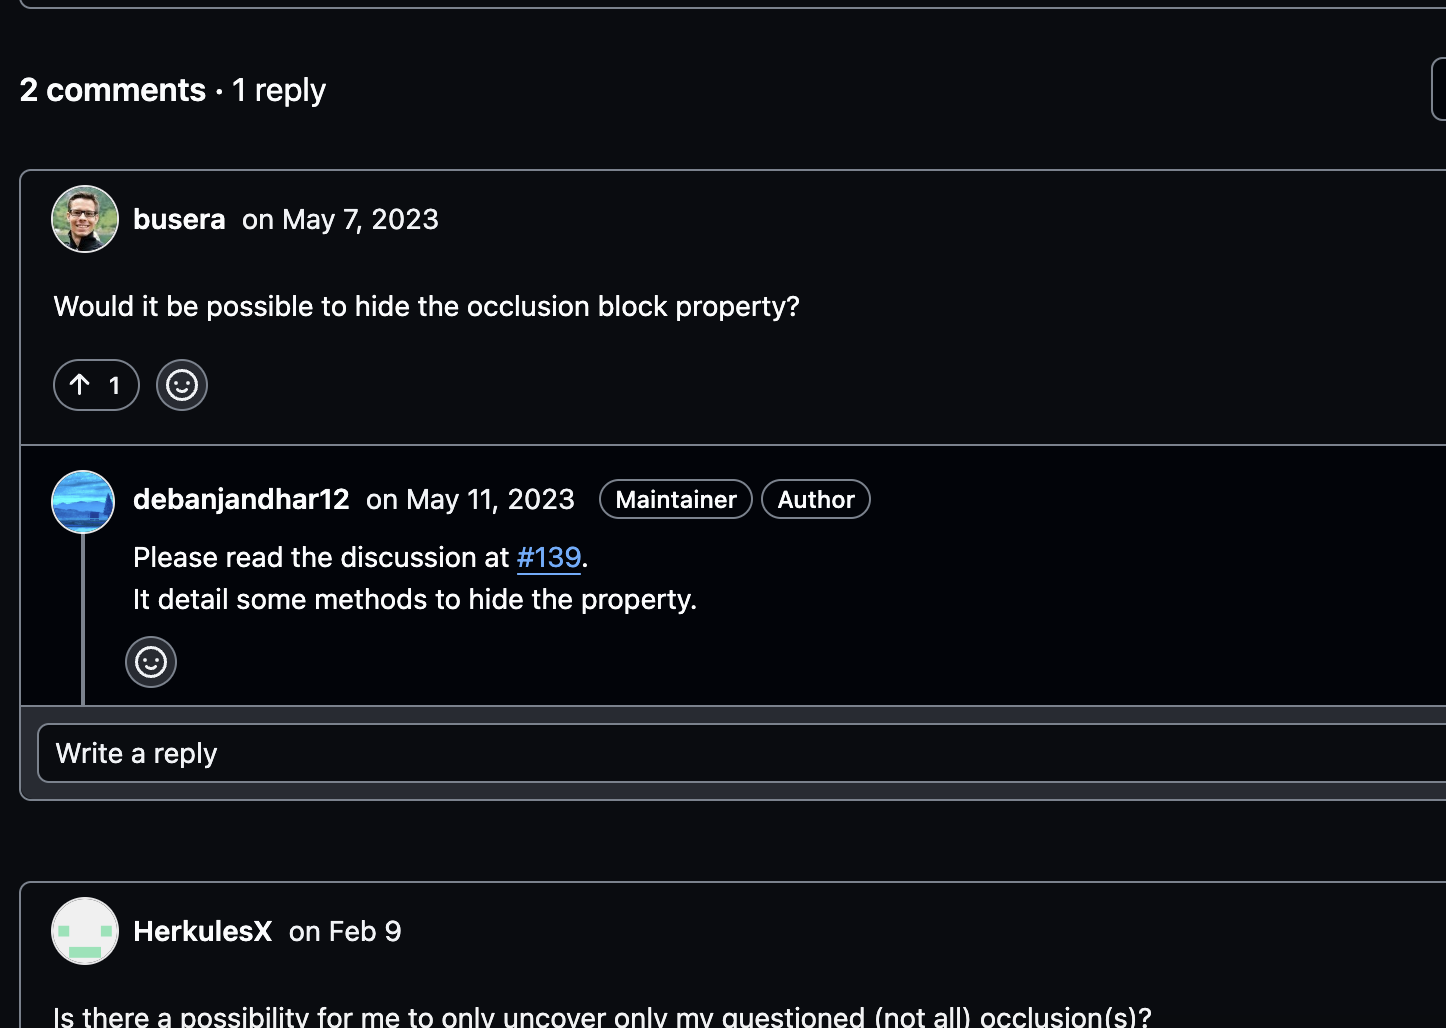 2 comments · 1 reply
busera on May 7, 2023
Would it be possible to hide the occlusion block property?
↑ 1
debanjandhar12 on May 11, 2023 Maintainer Author
Please read the discussion at #139.
It detail some methods to hide the property.
Write a reply
HerkulesX on Feb 9
Is there a possibility for me to only uncover only my questioned (not all) occlusion(s)?